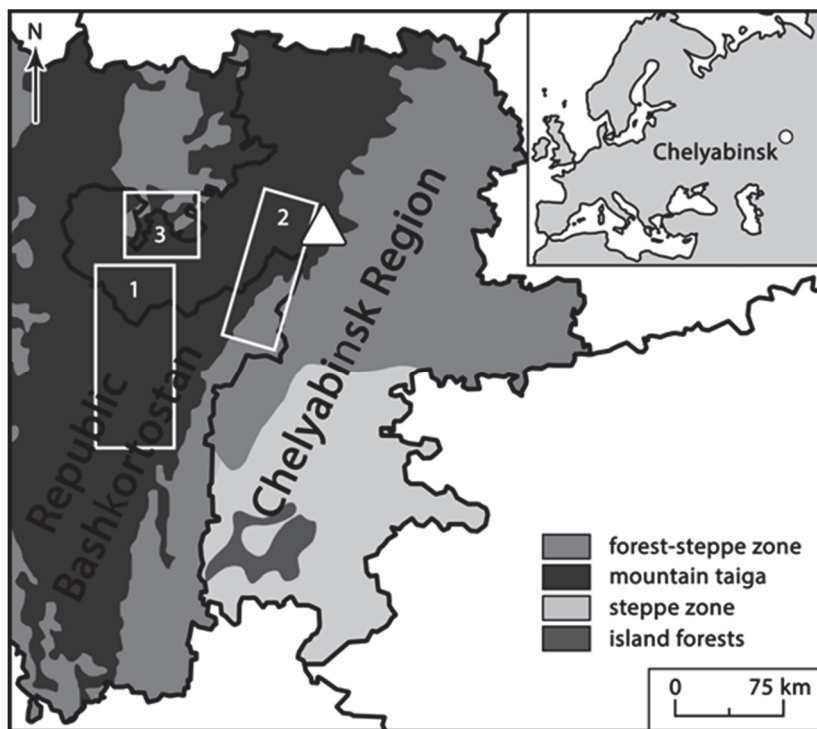 N
Chelyabinsk
2
3
1
Chelyabinsk Region
Republic
Bashkortostan
forest-steppe zone
mountain taiga
steppe zone
island forests
0 75 km